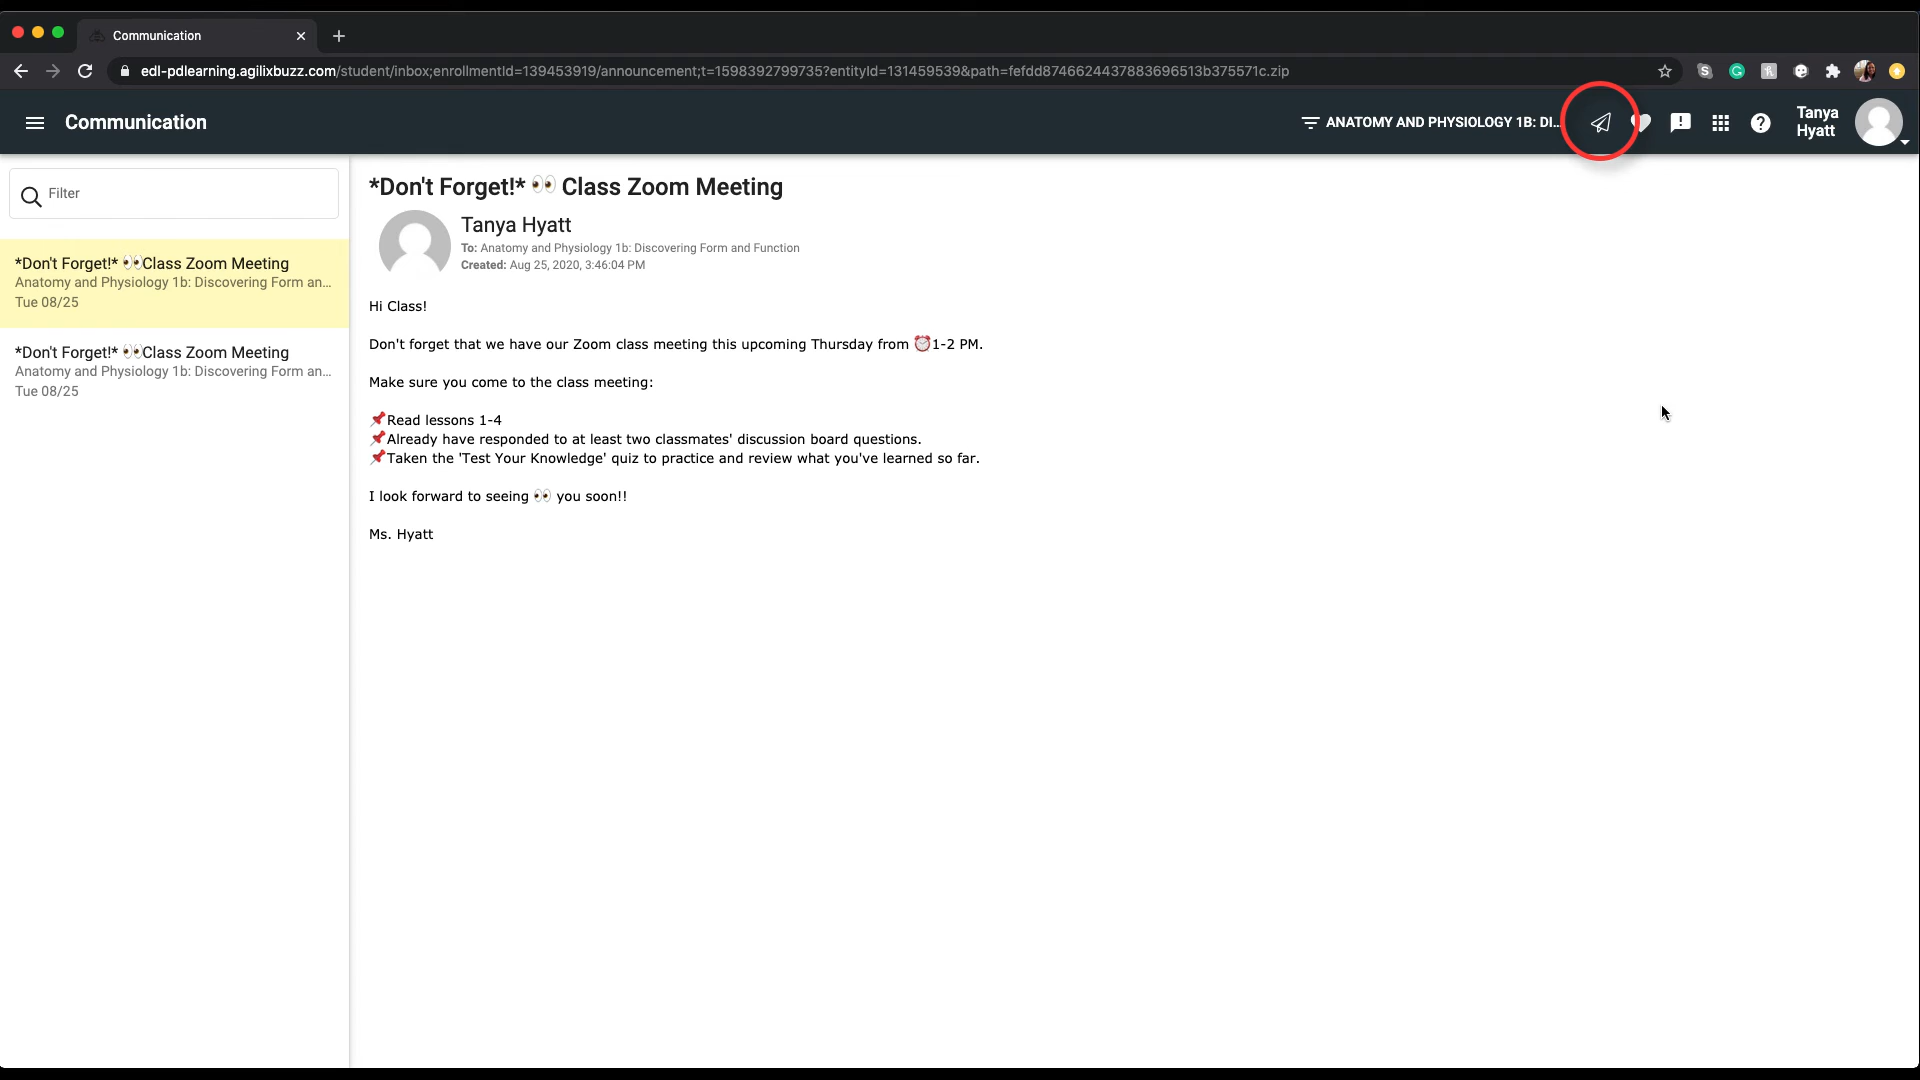 Communication
edl-pdlearning.agilixbuzz.com/student/inbox;enrollmentId=139453919/announcement;t=1598392799735?entityId=131459539&path=fefdd8746624437883696513b375571c.zip
Communication
ANATOMY AND PHYSIOLOGY 1B: DI...
Tanya
Hyatt
Filter
*Don't Forget!* 👀Class Zoom Meeting
Anatomy and Physiology 1b: Discovering Form an...
Tue 08/25
*Don't Forget!* 👀Class Zoom Meeting
Anatomy and Physiology 1b: Discovering Form an...
Tue 08/25
*Don't Forget!* 👀 Class Zoom Meeting
Tanya Hyatt
To: Anatomy and Physiology 1b: Discovering Form and Function
Created: Aug 25, 2020, 3:46:04 PM
Hi Class!
Don't forget that we have our Zoom class meeting this upcoming Thursday from ⏰1-2 PM.
Make sure you come to the class meeting:
📌Read lessons 1-4
📌Already have responded to at least two classmates' discussion board questions.
📌Taken the 'Test Your Knowledge' quiz to practice and review what you've learned so far.
I look forward to seeing 👀 you soon!!
Ms. Hyatt